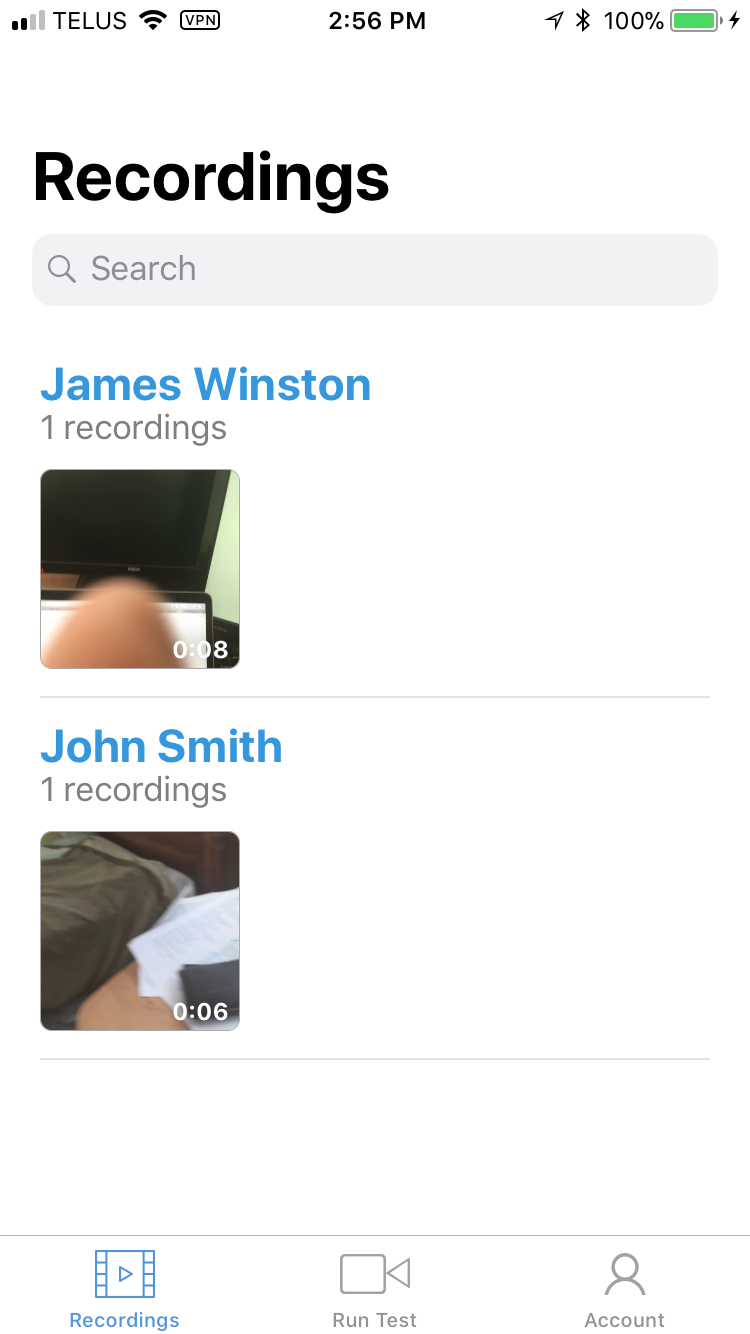 TELUS VPN 2:56 PM 100%
Recordings
Search
James Winston
1 recordings
0:08
John Smith
1 recordings
0:06
Recordings Run Test Account